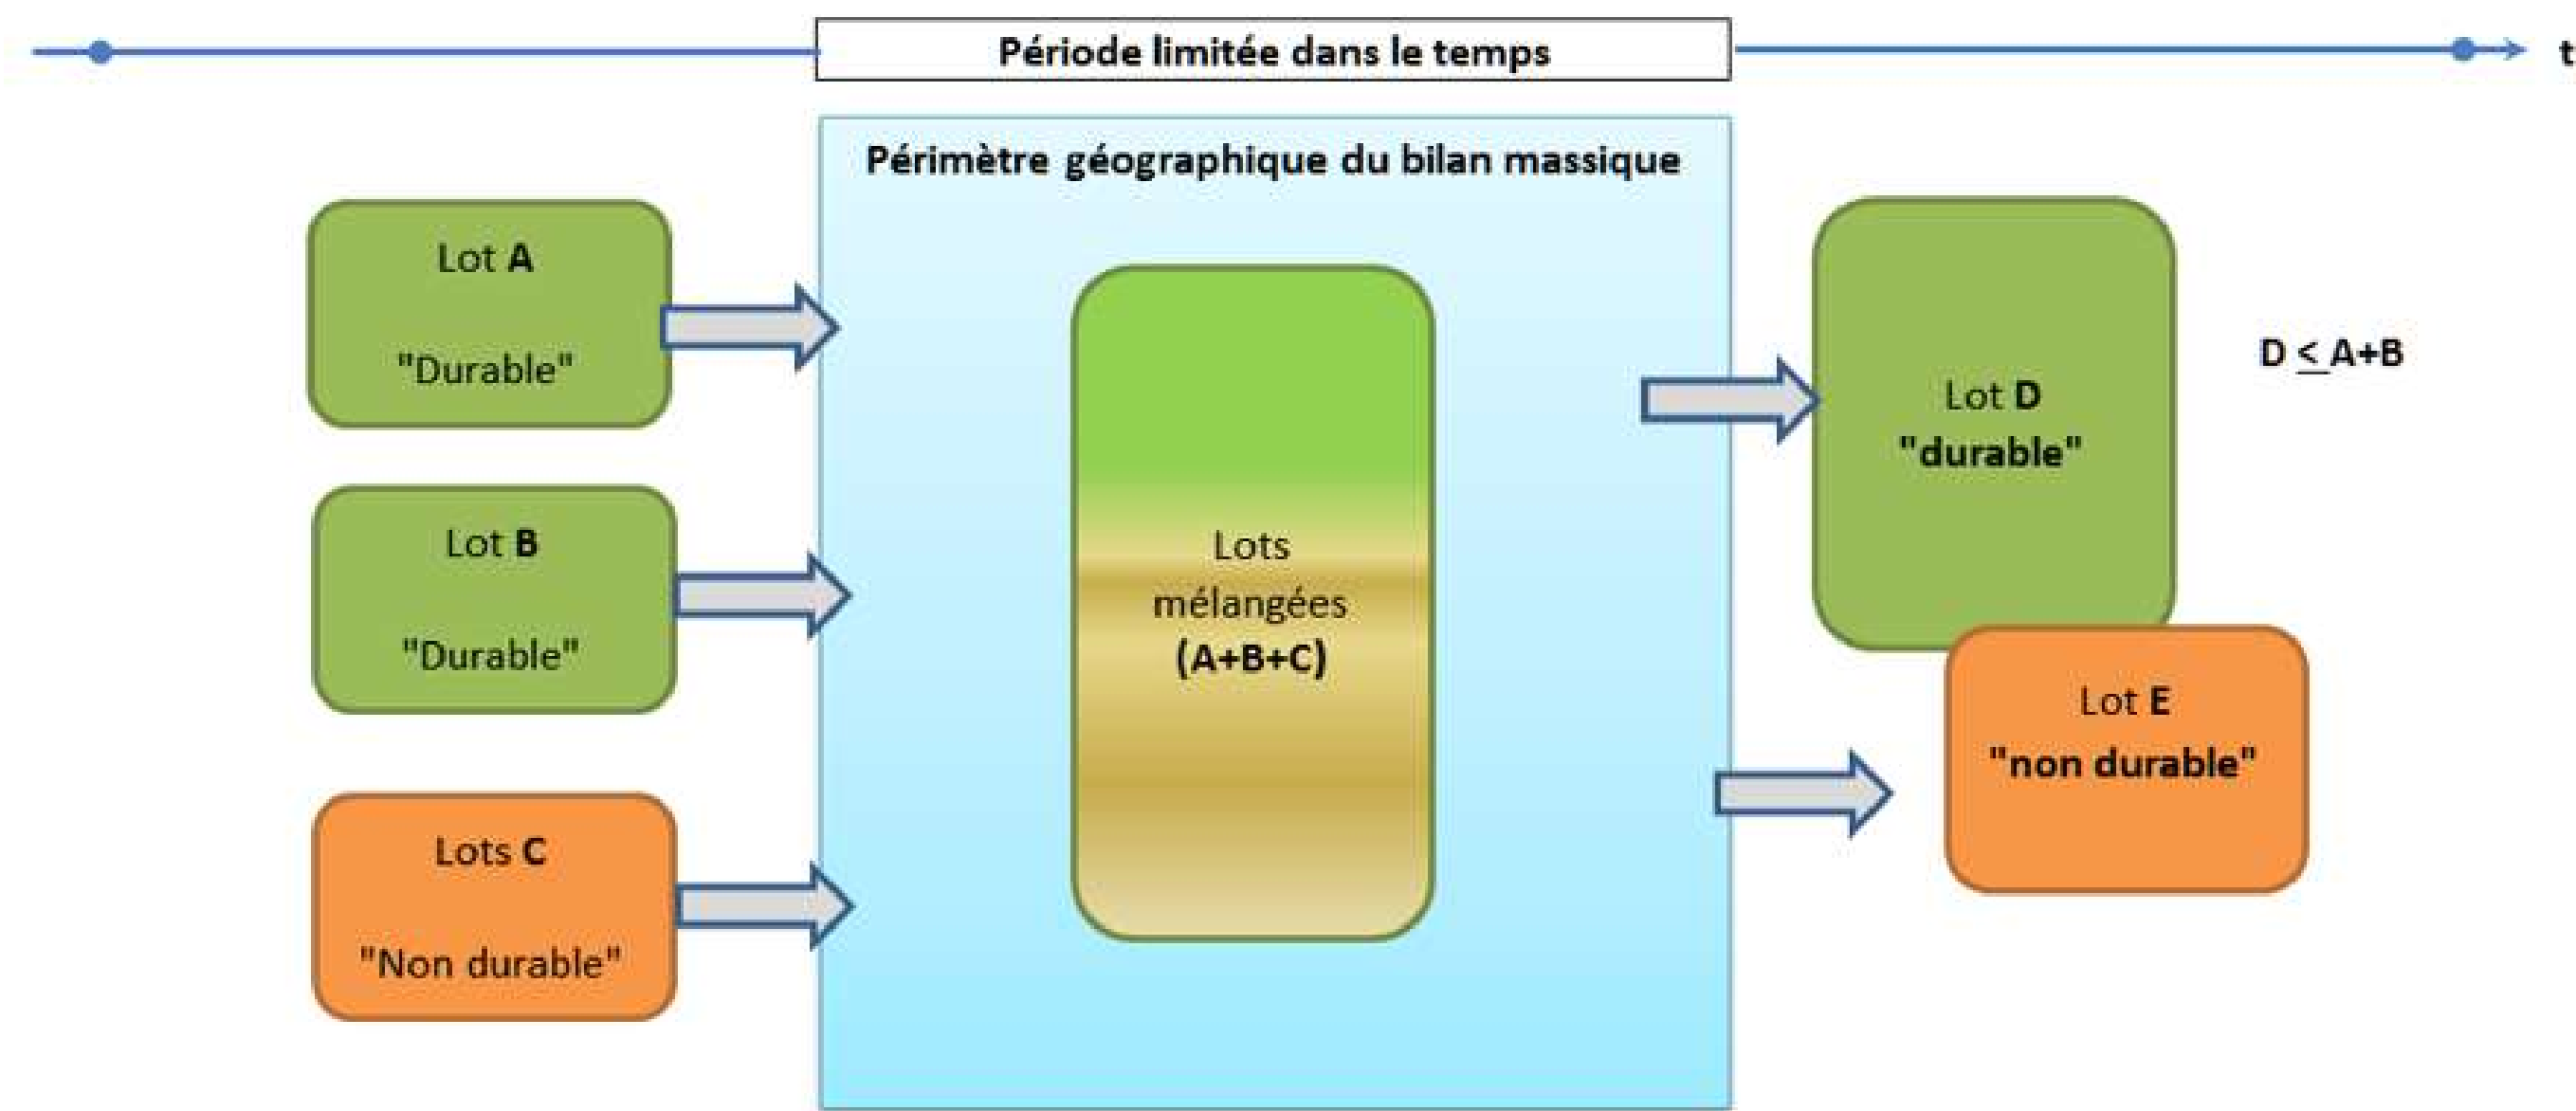 Période limitée dans le temps
t
Périmètre géographique du bilan massique
Lot A
"Durable"
Lot B
"Durable"
Lots C
"Non durable"
Lots
mélangées
(A+B+C)
Lot D
"durable"
D < A+B
Lot E
"non durable"